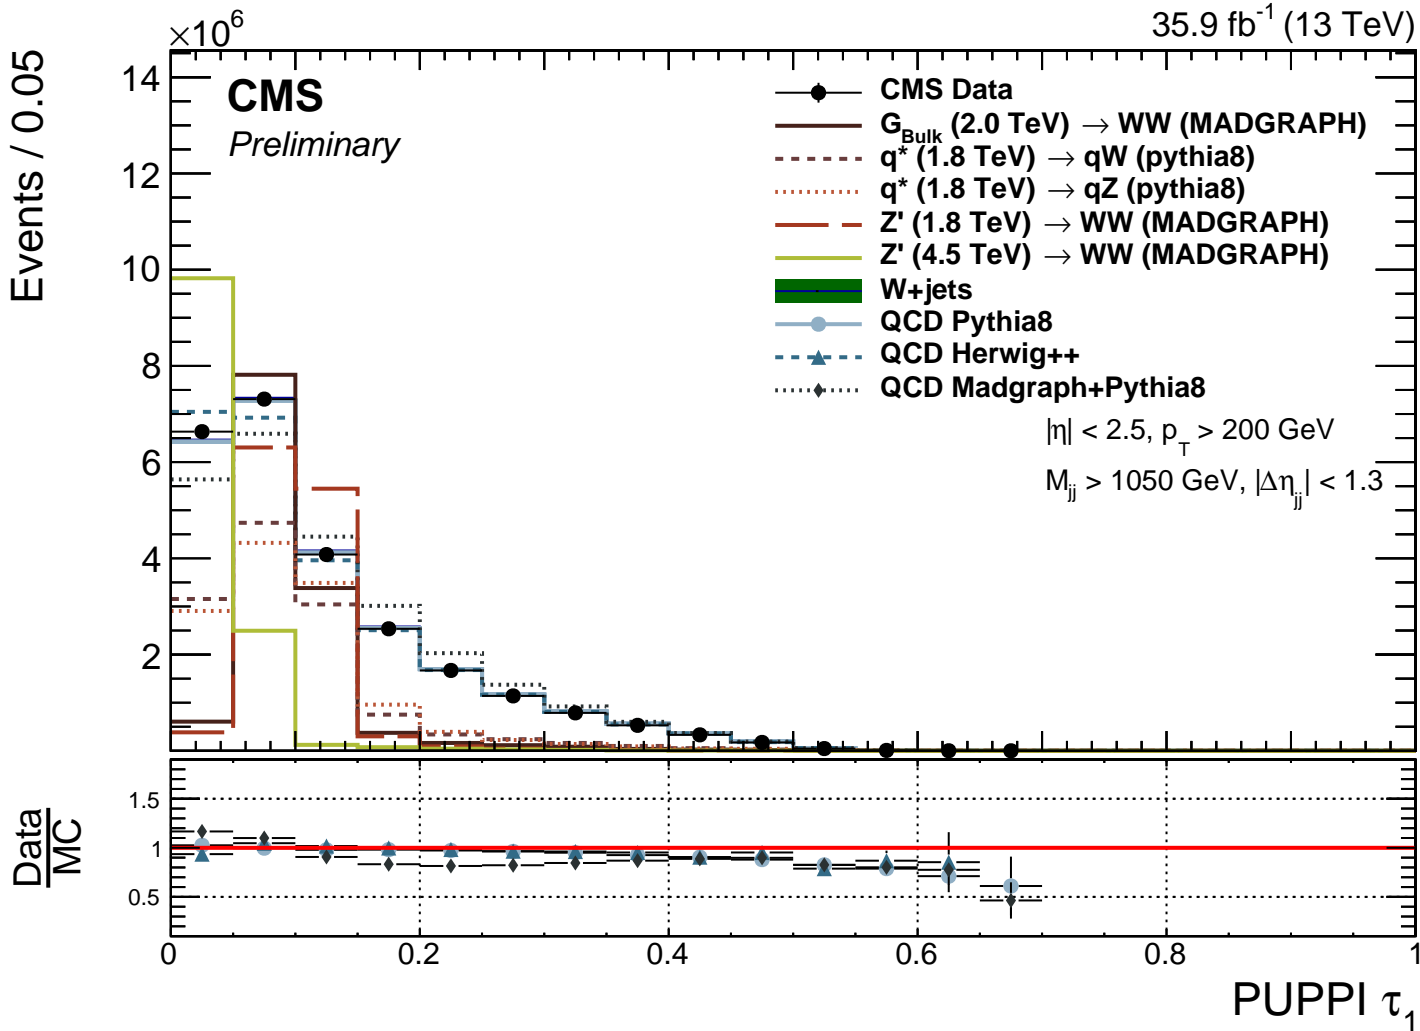 ×10⁶
35.9 fb⁻¹ (13 TeV)
Events / 0.05
14
12
10
8
6
4
2
CMS
Preliminary
CMS Data
G_Bulk (2.0 TeV) → WW (MADGRAPH)
q* (1.8 TeV) → qW (pythia8)
q* (1.8 TeV) → qZ (pythia8)
Z' (1.8 TeV) → WW (MADGRAPH)
Z' (4.5 TeV) → WW (MADGRAPH)
W+jets
QCD Pythia8
QCD Herwig++
QCD Madgraph+Pythia8
|η| < 2.5, p_T > 200 GeV
M_jj > 1050 GeV, |Δη_jj| < 1.3
Data
MC
1.5
1
0.5
0 0.2 0.4 0.6 0.8 1
PUPPI τ₁